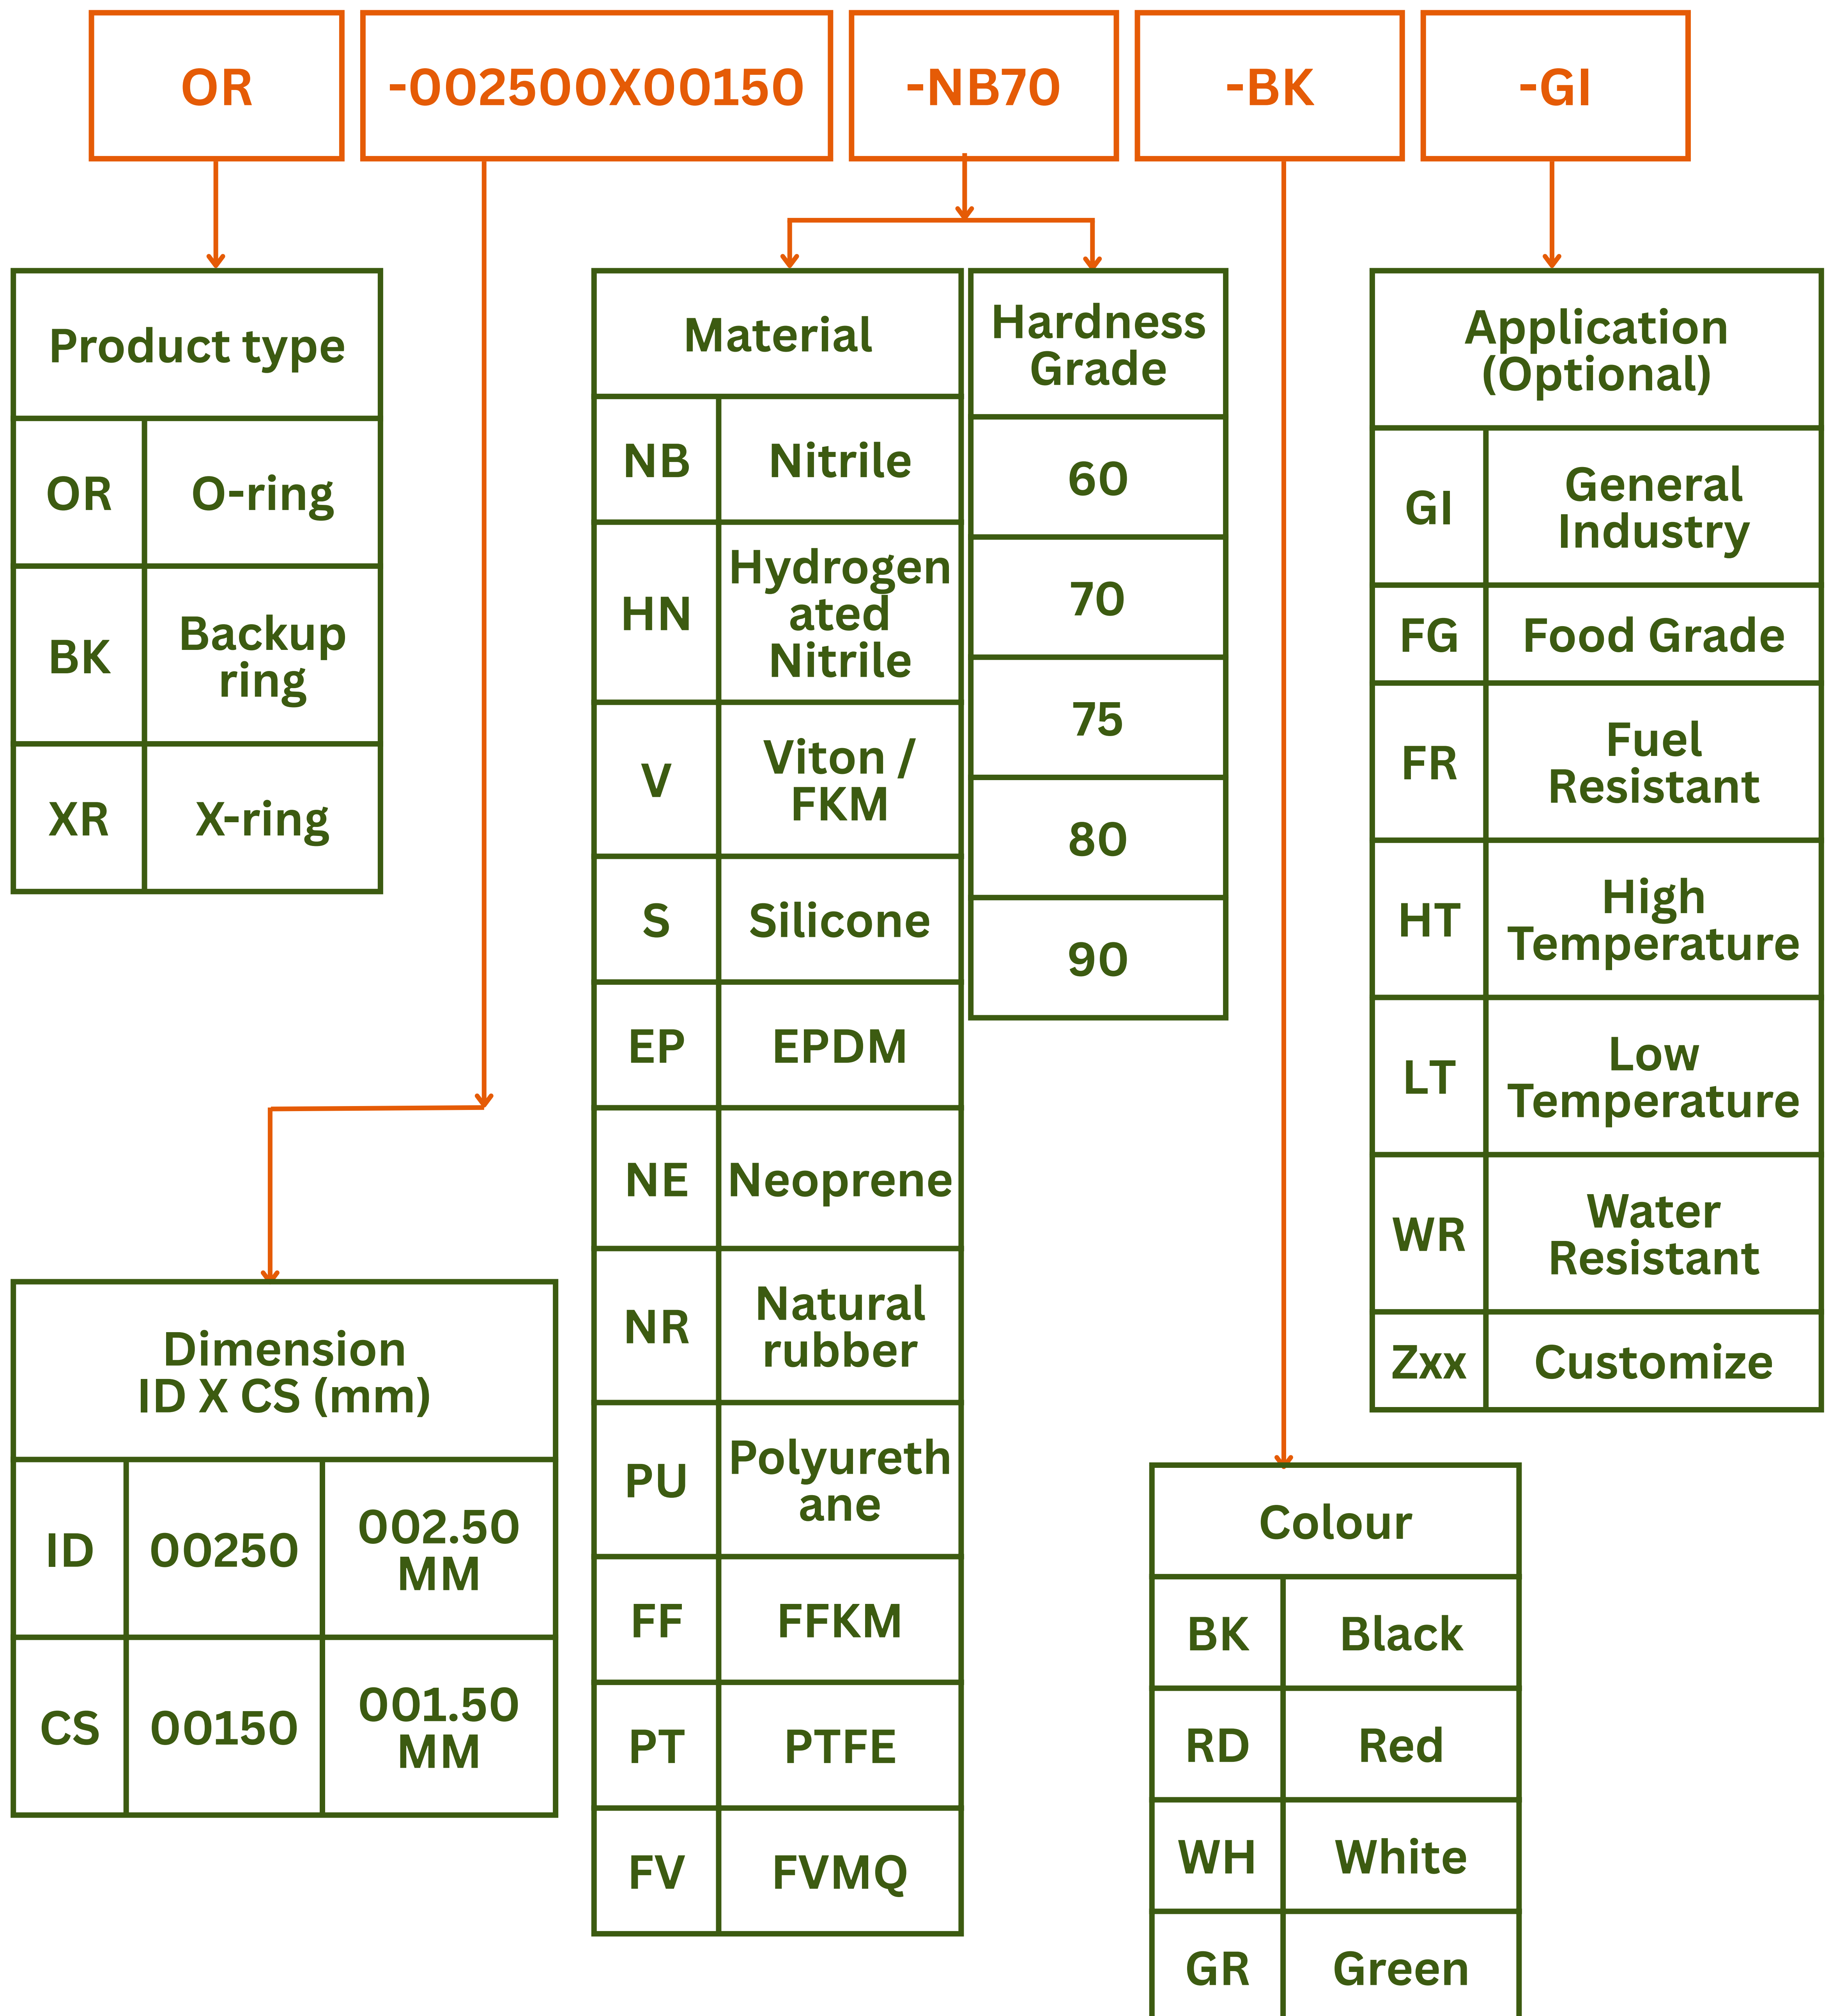 OR
-002500X00150
-NB70
-BK
-GI
Product type
OR
O-ring
BK
Backup
ring
XR
X-ring
Dimension
ID X CS (mm)
ID
00250
002.50
MM
CS
00150
001.50
MM
Material
NB
Nitrile
HN
Hydrogen
ated
Nitrile
V
Viton /
FKM
S
Silicone
EP
EPDM
NE
Neoprene
NR
Natural
rubber
PU
Polyureth
ane
FF
FFKM
PT
PTFE
FV
FVMQ
Hardness
Grade
60
70
75
80
90
Application
(Optional)
GI
General
Industry
FG
Food Grade
FR
Fuel
Resistant
HT
High
Temperature
LT
Low
Temperature
WR
Water
Resistant
Zxx
Customize
Colour
BK
Black
RD
Red
WH
White
GR
Green